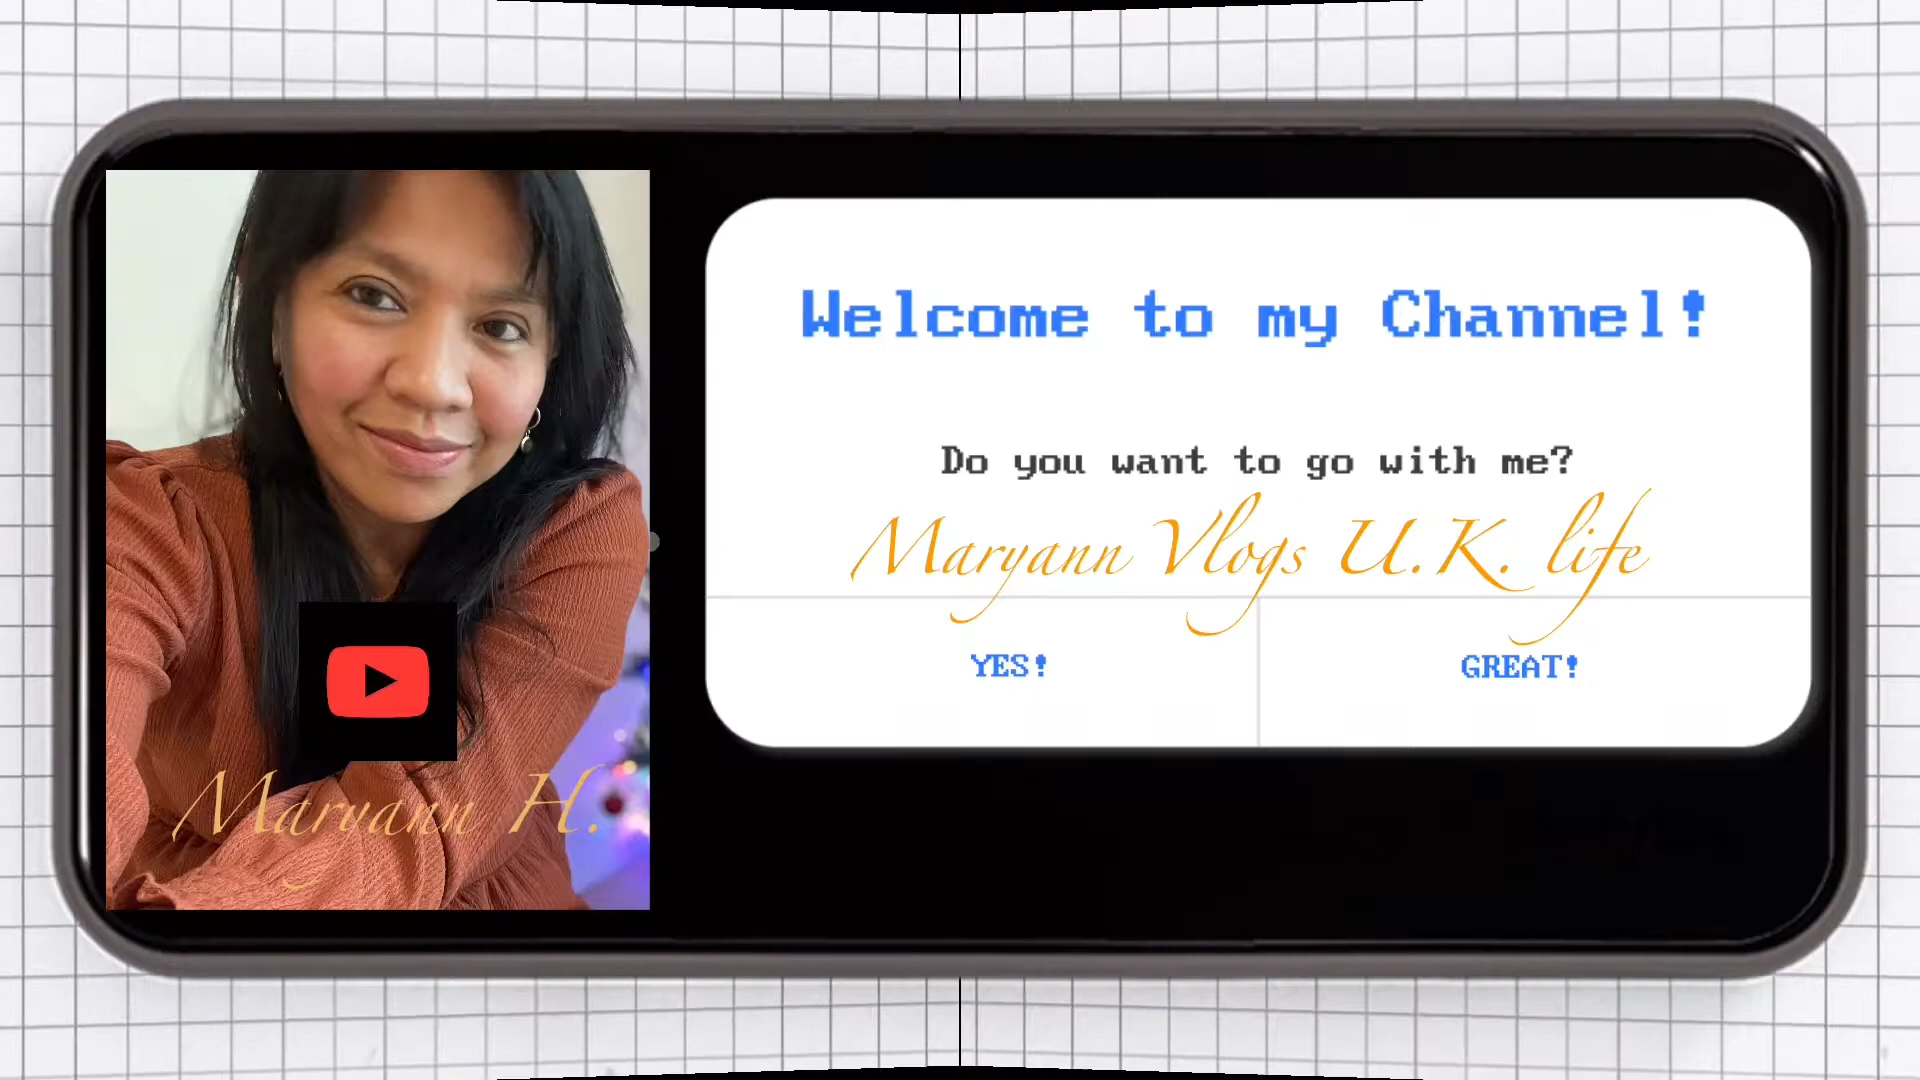 Welcome to my Channel!
Do you want to go with me?
Maryann Vlogs U.K. life
YES!
GREAT!
Maryann H.